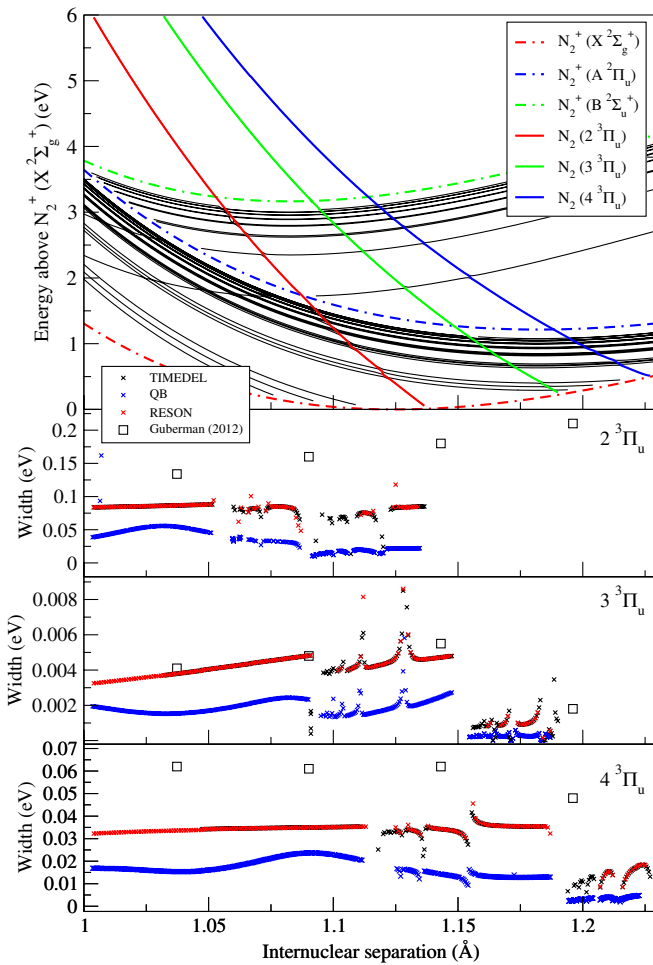 6
5
4
3
2
1
0
Energy above N₂⁺ (X ²Σg⁺) (eV)
N₂⁺ (X ²Σg⁺)
N₂⁺ (A ²Πu)
N₂⁺ (B ²Σu⁺)
N₂ (2 ³Πu)
N₂ (3 ³Πu)
N₂ (4 ³Πu)
TIMEDEL
QB
RESON
Guberman (2012)
2 ³Πu
0.2
0.15
0.1
0.05
0
Width (eV)
3 ³Πu
0.008
0.006
0.004
0.002
Width (eV)
4 ³Πu
0.07
0.06
0.05
0.04
0.03
0.02
0.01
0
Width (eV)
1 1.05 1.1 1.15 1.2
Internuclear separation (Å)